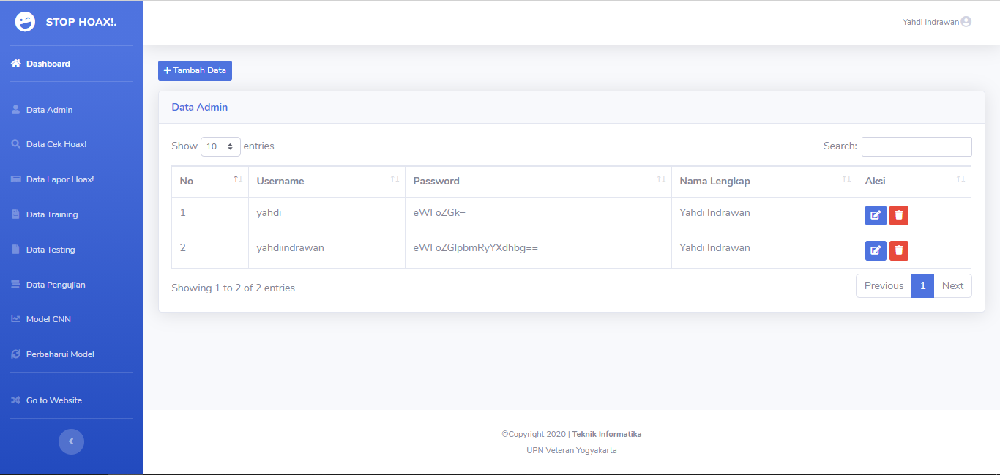 STOP HOAX!.
Yahdi Indrawan
Dashboard
Data Admin
Data Cek Hoax!
Data Lapor Hoax!
Data Training
Data Testing
Data Pengujian
Model CNN
Perbaharui Model
Go to Website
Tambah Data
Data Admin
Show 10 entries
Search:
No Username Password Nama Lengkap Aksi
1 yahdi eWFoZGk= Yahdi Indrawan
2 yahdiindrawan eWFoZGlpbmRyYXdhbg== Yahdi Indrawan
Showing 1 to 2 of 2 entries
Previous 1 Next
©Copyright 2020 | Teknik Informatika
UPN Veteran Yogyakarta